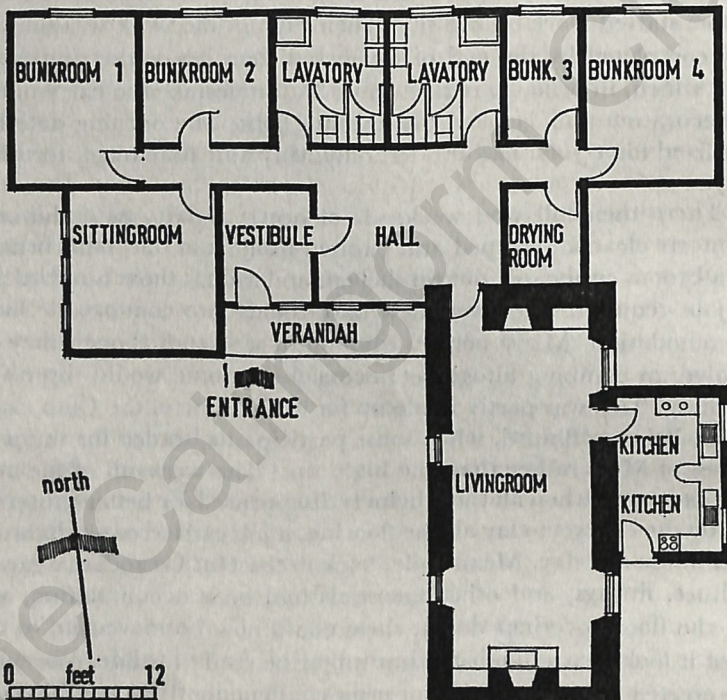 BUNKROOM 1
BUNKROOM 2
LAVATORY
LAVATORY
BUNK. 3
BUNKROOM 4
SITTINGROOM
VESTIBULE
HALL
DRYING
ROOM
VERANDAH
ENTRANCE
KITCHEN
LIVINGROOM
KITCHEN
north
0 feet 12
Cairngorm